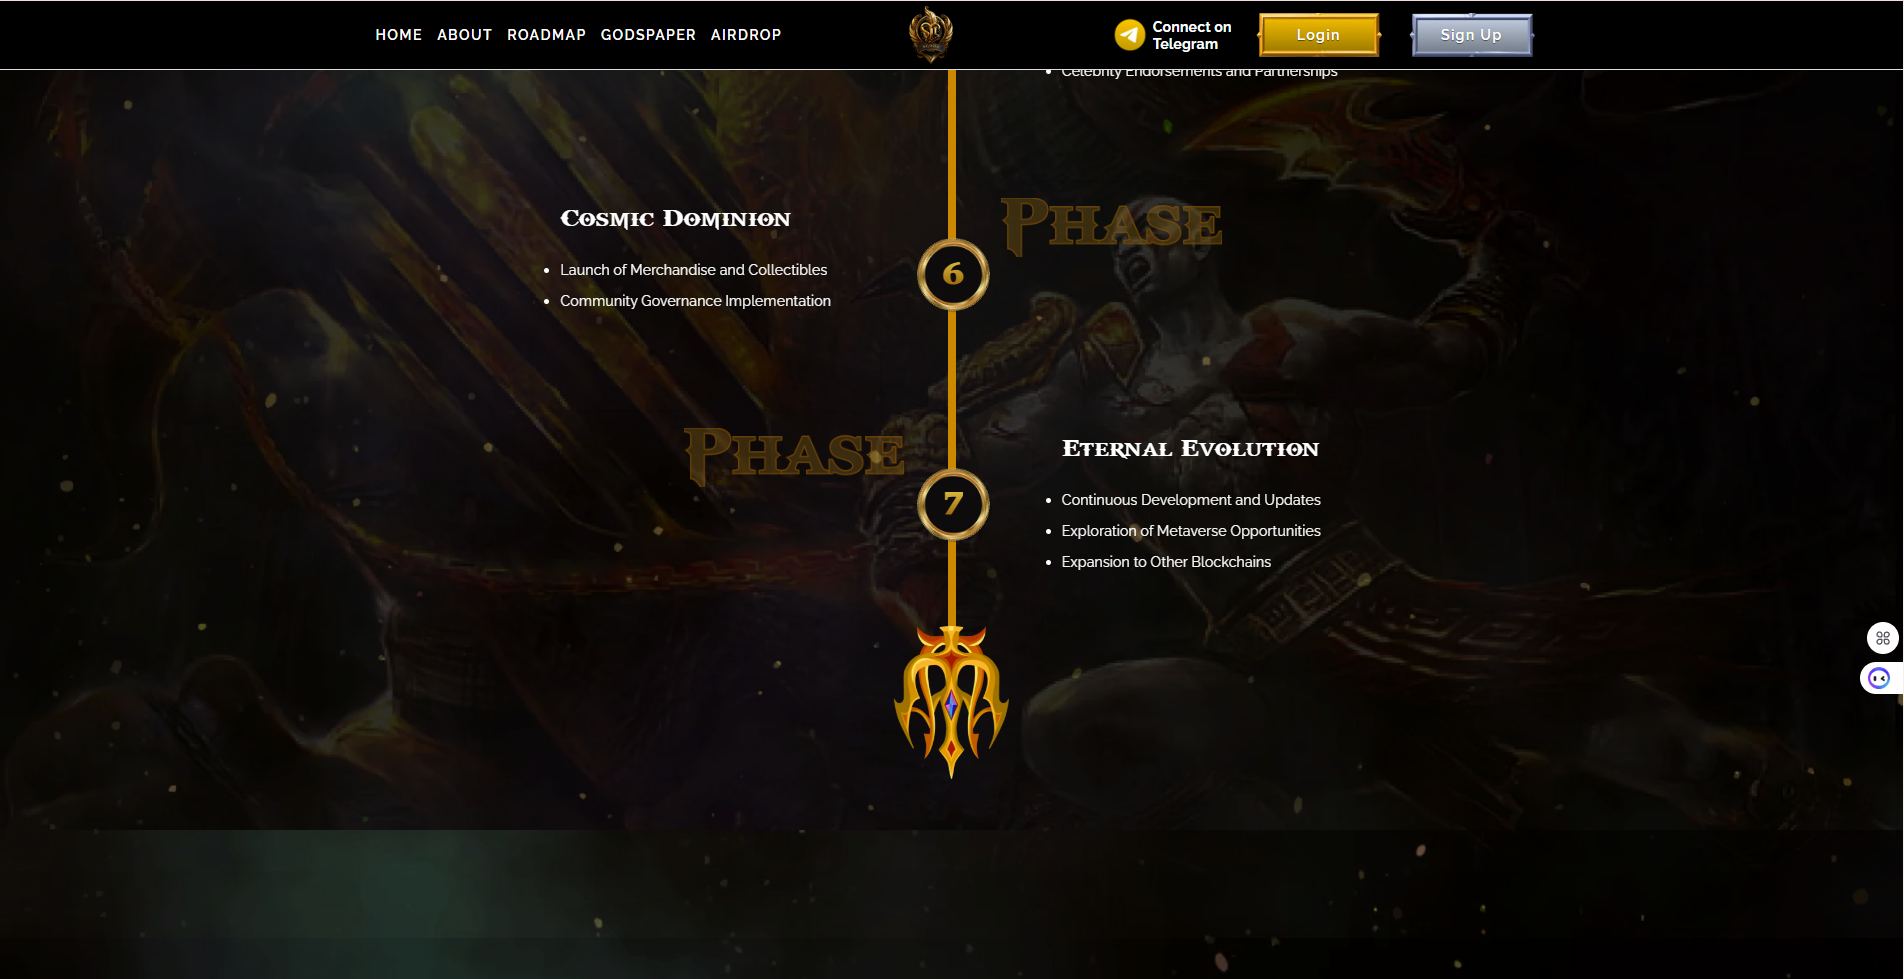 HOME ABOUT ROADMAP GODSPAPER AIRDROP
Connect on
Telegram
Login
Sign Up
Celebrity Endorsements and Partnerships
Cosmic Dominion
Launch of Merchandise and Collectibles
Community Governance Implementation
6
Phase
Phase
7
Eternal Evolution
Continuous Development and Updates
Exploration of Metaverse Opportunities
Expansion to Other Blockchains